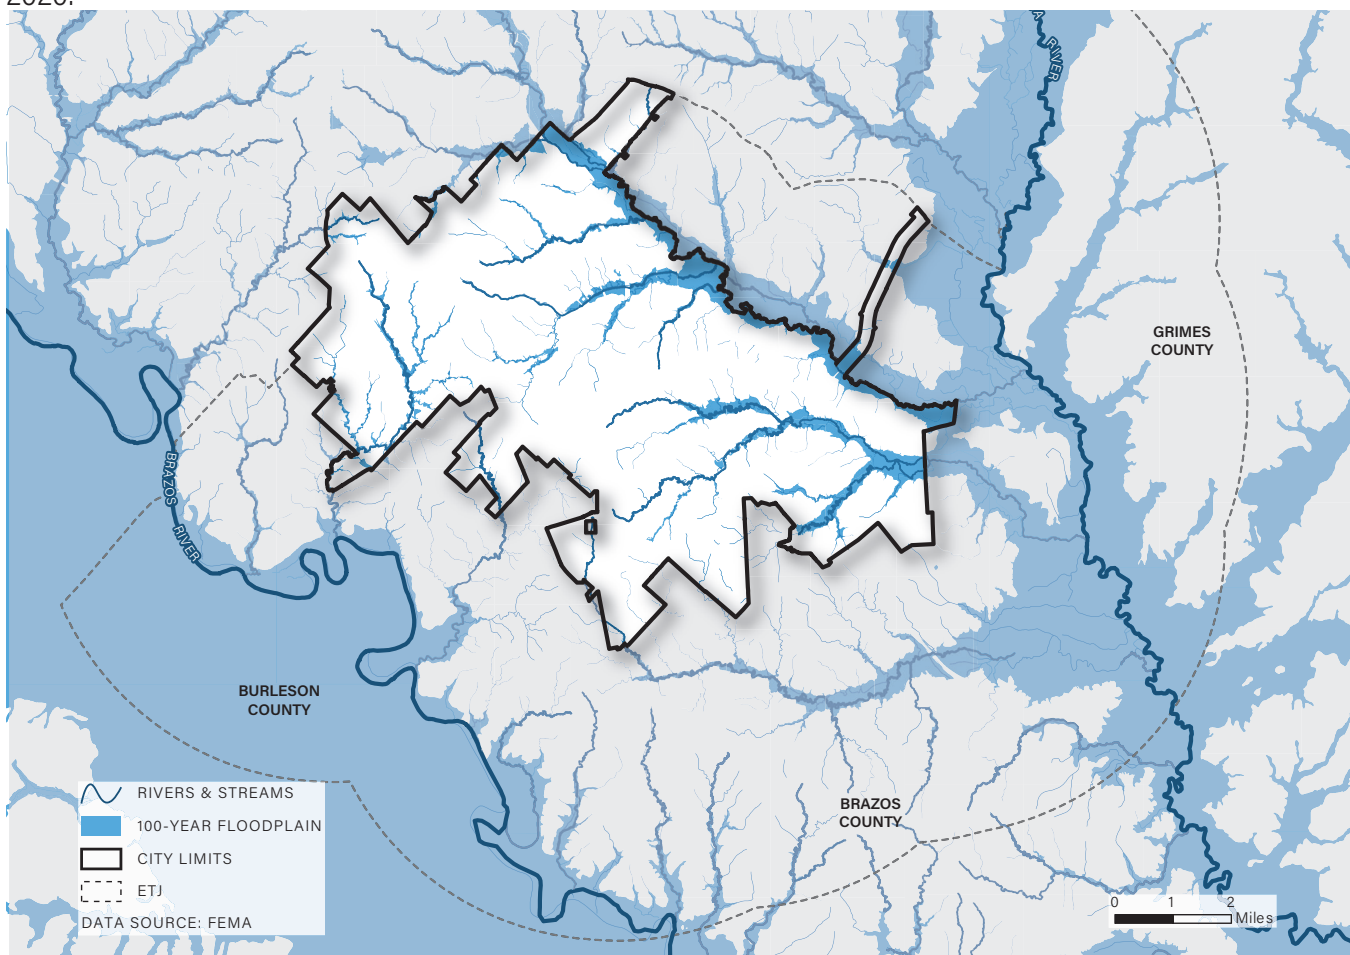 2020.
A RIVER
GRIMES
COUNTY
BRAZOS RIVER
BURLESON
COUNTY
BRAZOS
COUNTY
RIVERS & STREAMS
100-YEAR FLOODPLAIN
CITY LIMITS
ETJ
DATA SOURCE: FEMA
0 1 2
Miles